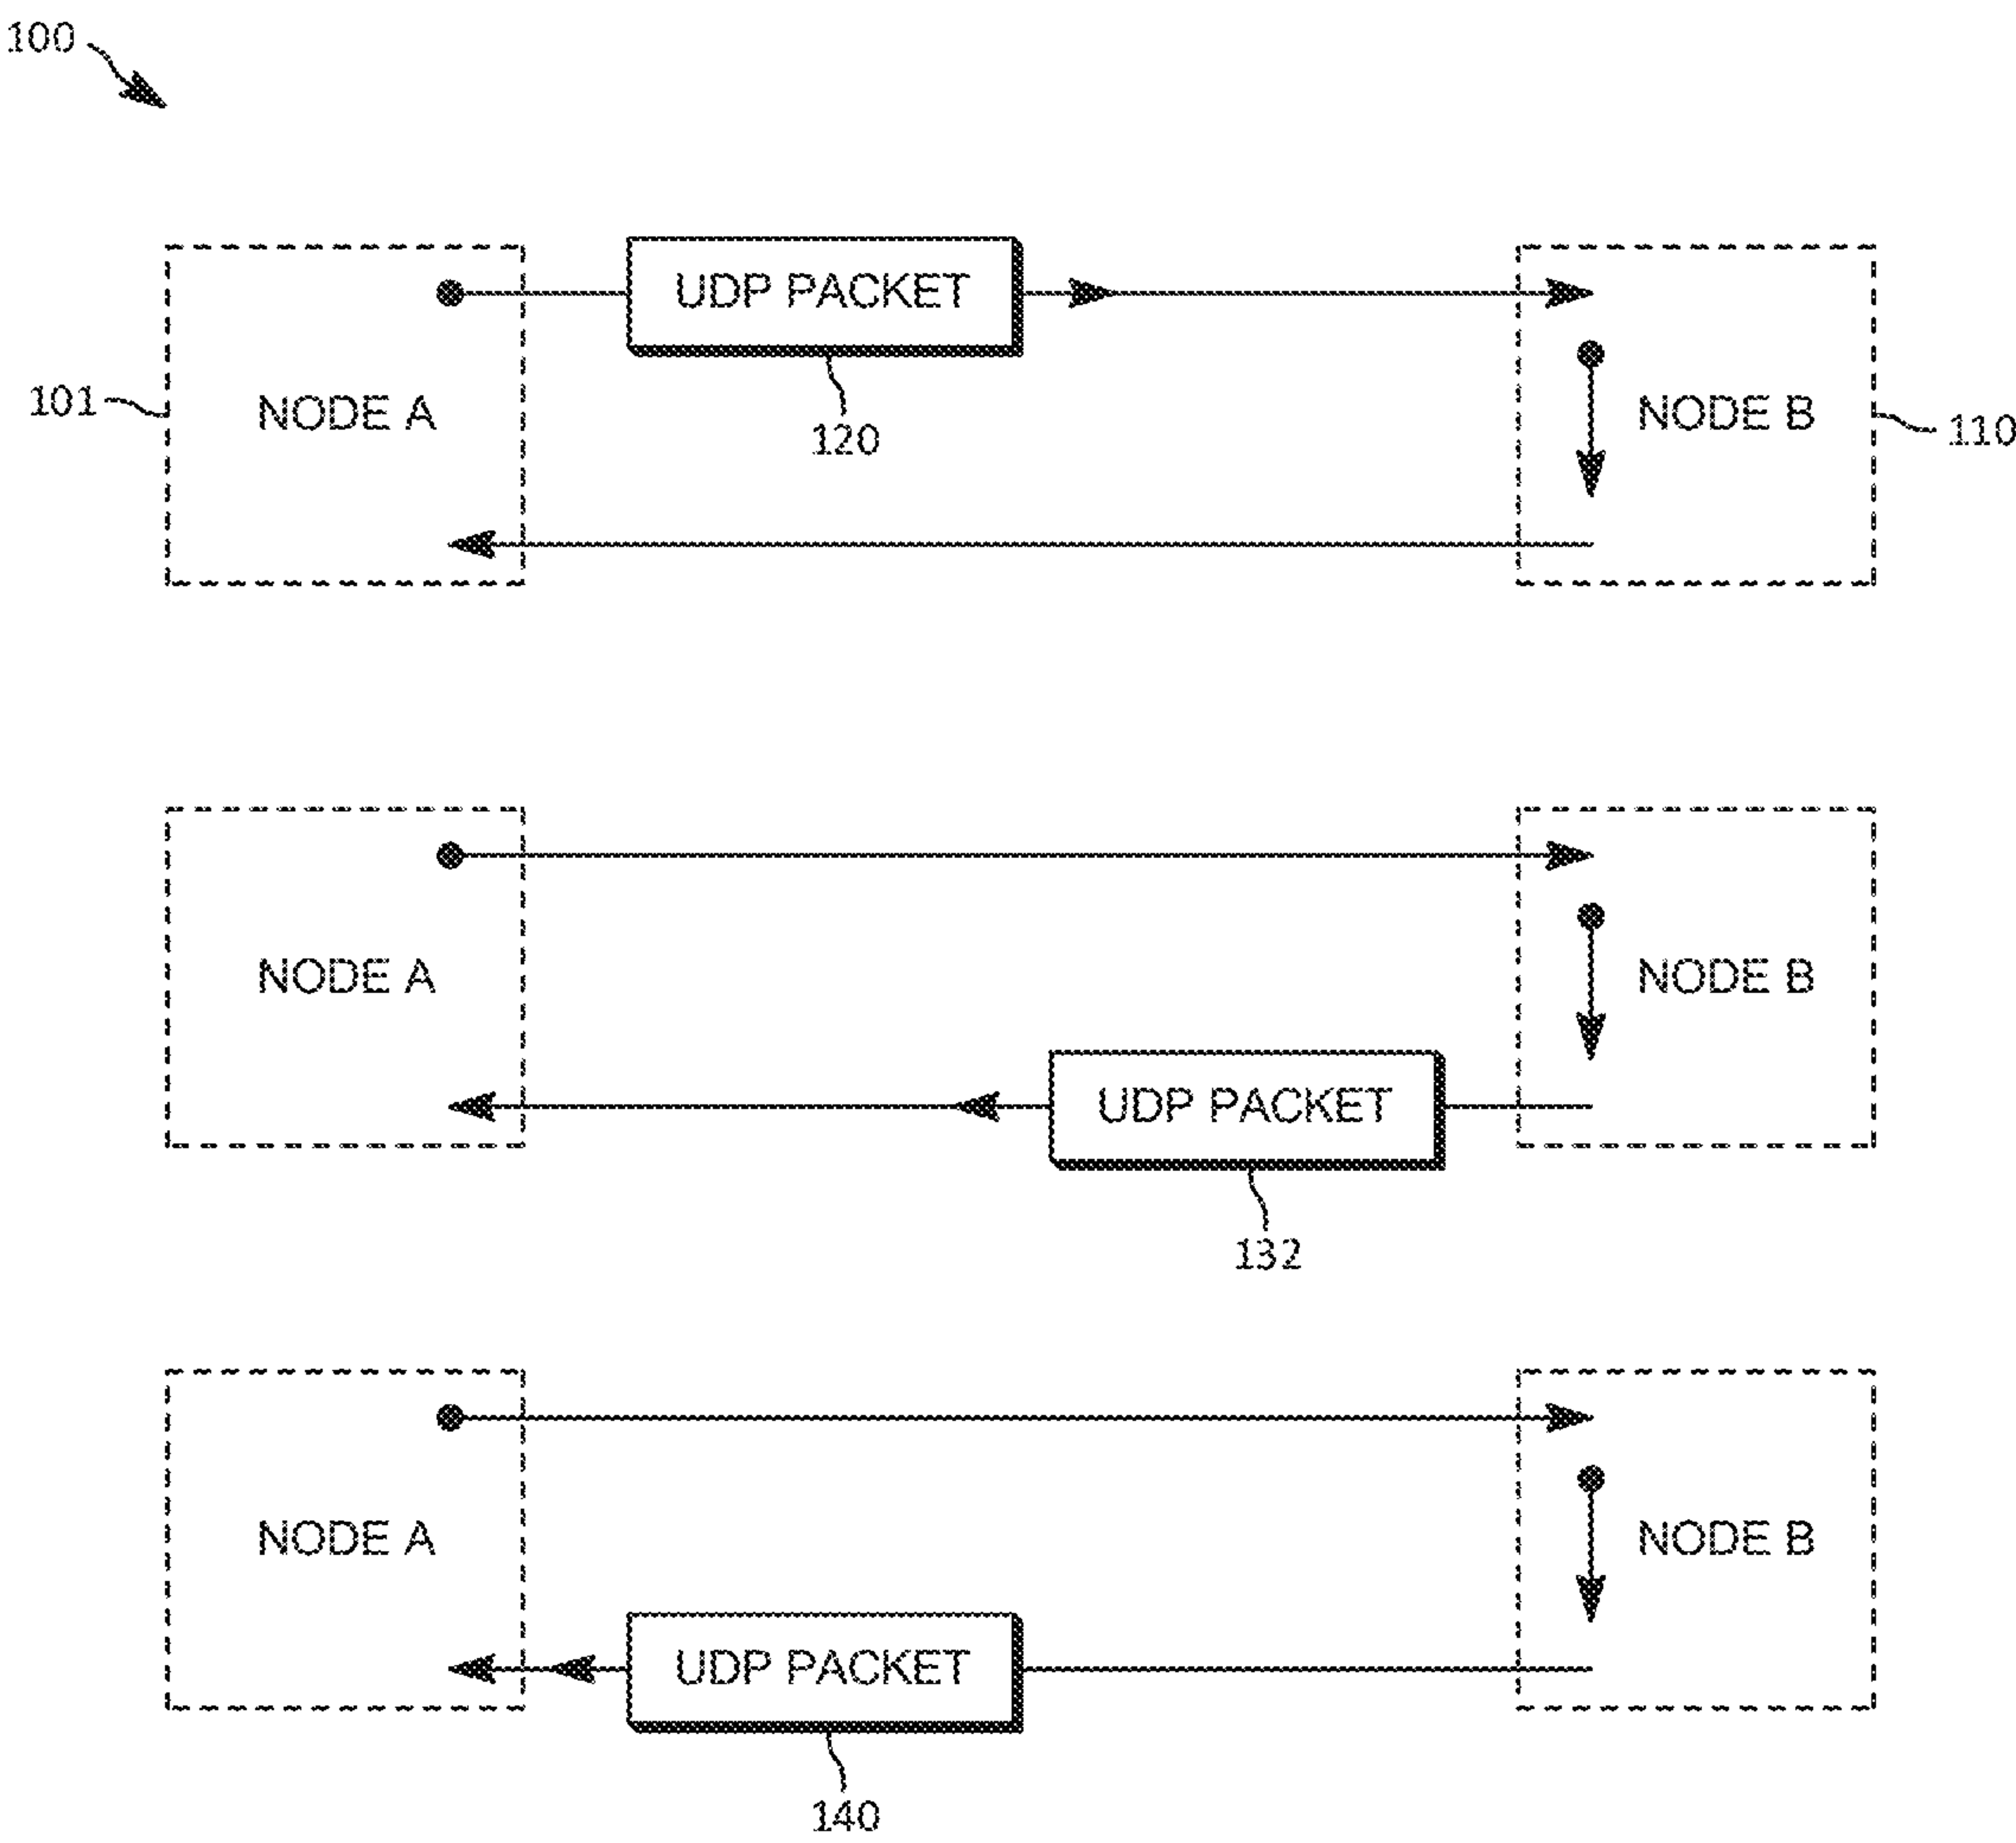 100
UDP PACKET
101
NODE A
120
NODE B
110
NODE A
NODE B
UDP PACKET
132
NODE A
NODE B
UDP PACKET
140